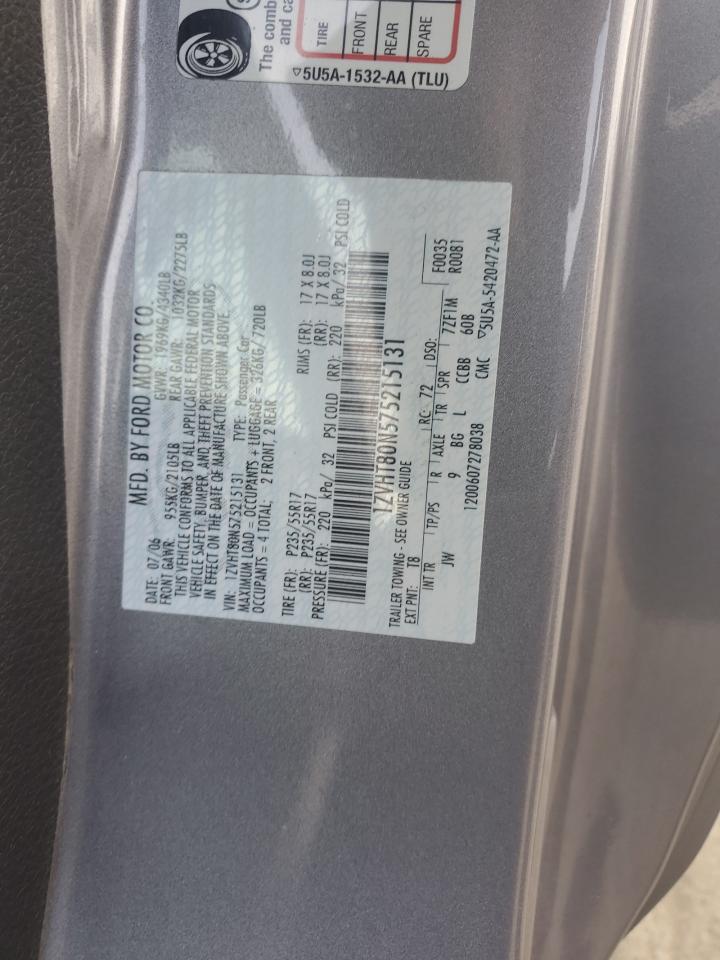 The comb
and ca
TIRE
FRONT
REAR
SPARE
5U5A-1532-AA (TLU)
MFD. BY FORD MOTOR CO.
DATE: 07/06 GVWR: 1969KG/4340LB
FRONT GAWR: 955KG/2105LB REAR GAWR: 1032KG/2275LB
THIS VEHICLE CONFORMS TO ALL APPLICABLE FEDERAL MOTOR
VEHICLE SAFETY, BUMPER, AND THEFT PREVENTION STANDARDS
IN EFFECT ON THE DATE OF MANUFACTURE SHOWN ABOVE.
VIN: 1ZVHT80N575215131 TYPE: Passenger Car
MAXIMUM LOAD = OCCUPANTS + LUGGAGE = 326KG/ 720LB
OCCUPANTS = 4 TOTAL: 2 FRONT, 2 REAR
TIRE (FR): P235/55R17 RIMS (FR): 17 X 8.0J
(RR): P235/55R17 (RR): 17 X 8.0J
PRESSURE (FR): 220 kPa/ 32 PSI COLD (RR): 220 kPa/ 32 PSI COLD
1ZVHT80N575215131
TRAILER TOWING - SEE OWNER GUIDE
EXT PNT: T8 RC: 72 DSO: F0035
INT TR TP/PS R AXLE TR SPR 7ZF1M R0081
JW 9 BG L CCBB 60B
1200607278038 CMC 5U5A-5420472-AA